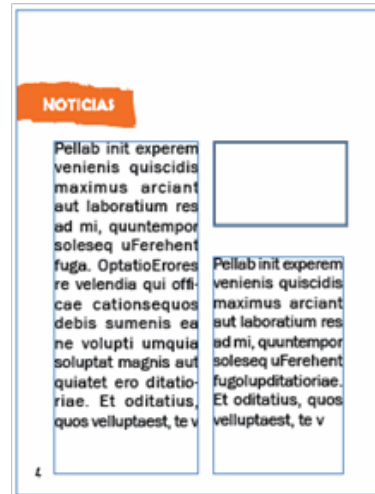 NOTICIAS
Pellab init experem
venienis quiscidis
maximus arciant
aut laboratium res
ad mi, quuntempor
soleseq uFerehent
fuga. OptatioErores
re velendia qui offi-
cae cationsequos
debis sumenis ea
ne volupti umquia
soluptat magnis aut
quiatet ero ditatio-
riae. Et oditatius,
quos velluptaest, te v
Pellab init experem
venienis quiscidis
maximus arciant
aut laboratium res
ad mi, quuntempor
soleseq uFerehent
fugolupditatioriae.
Et oditatius, quos
velluptaest, te v
4